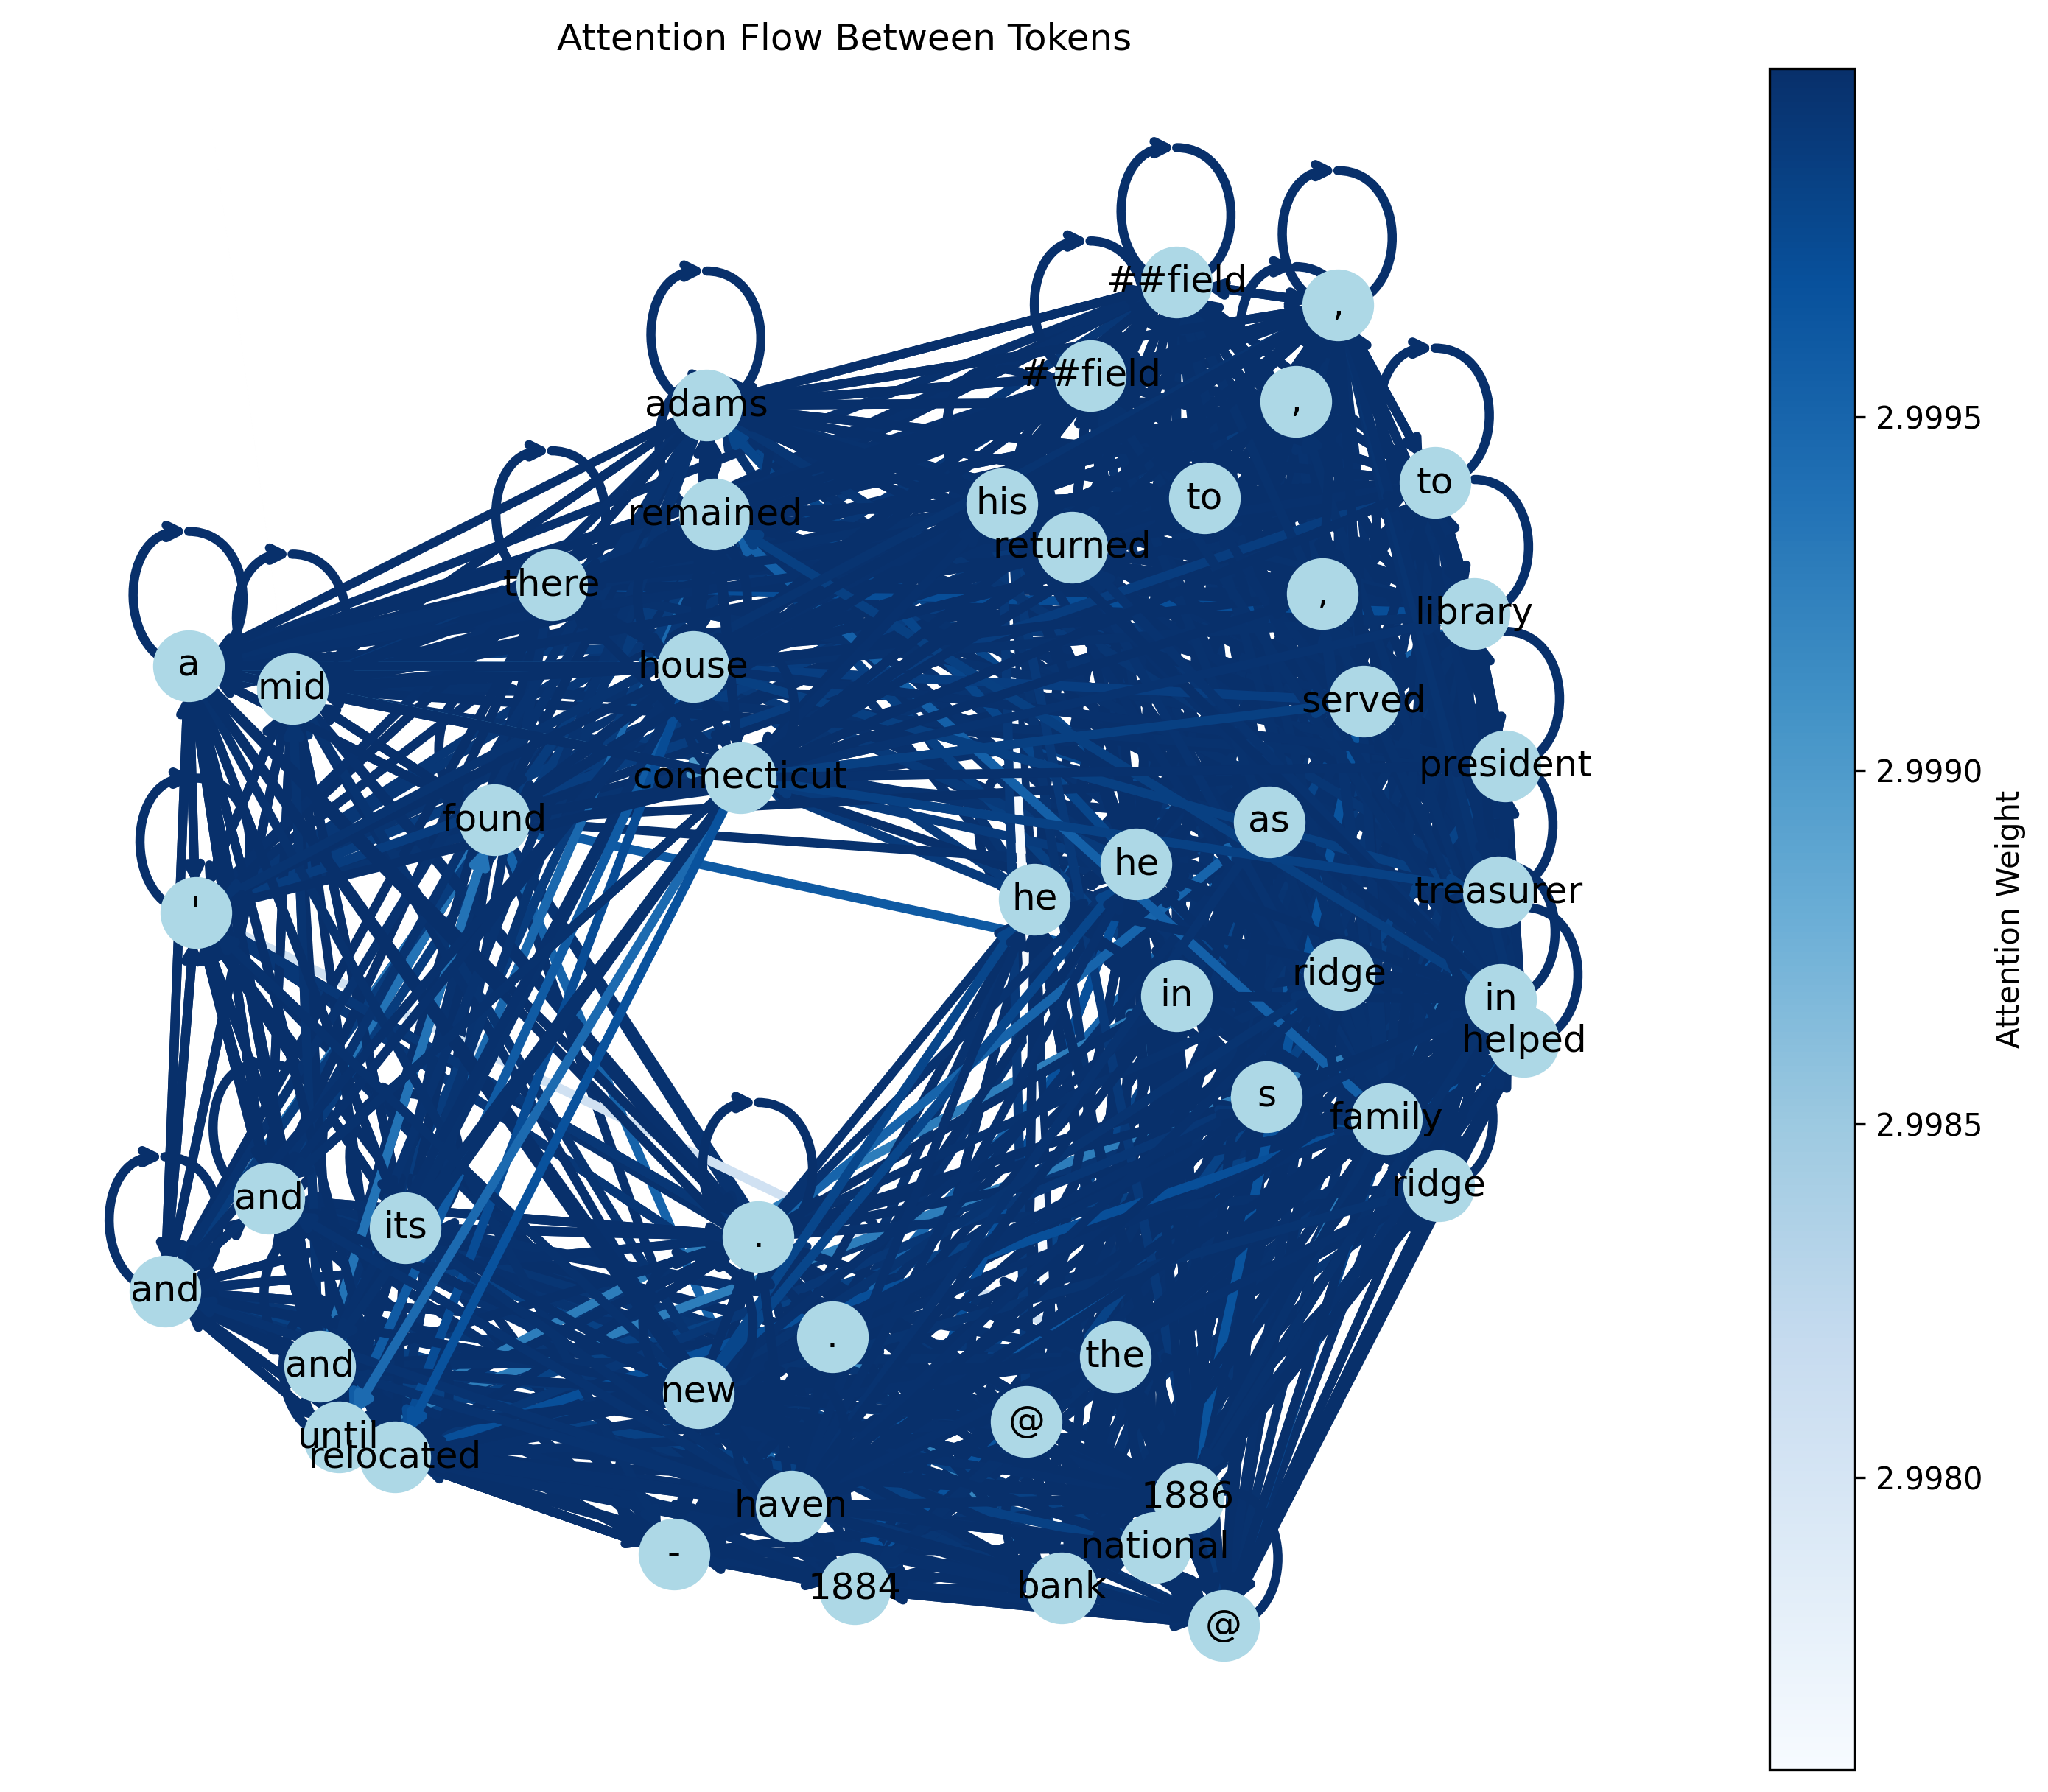 Attention Flow Between Tokens
##field
,
##field
adams
,
to
his
to
remained
returned
there
,
library
a
mid
house
served
connecticut
president
found
as
he
treasurer
he
'
ridge
in
in
helped
s
family
ridge
and
its
.
and
.
the
and
new
@
until
relocated
1886
haven
national
-
1884
bank
@
2.9995
2.9990
2.9985
2.9980
Attention Weight